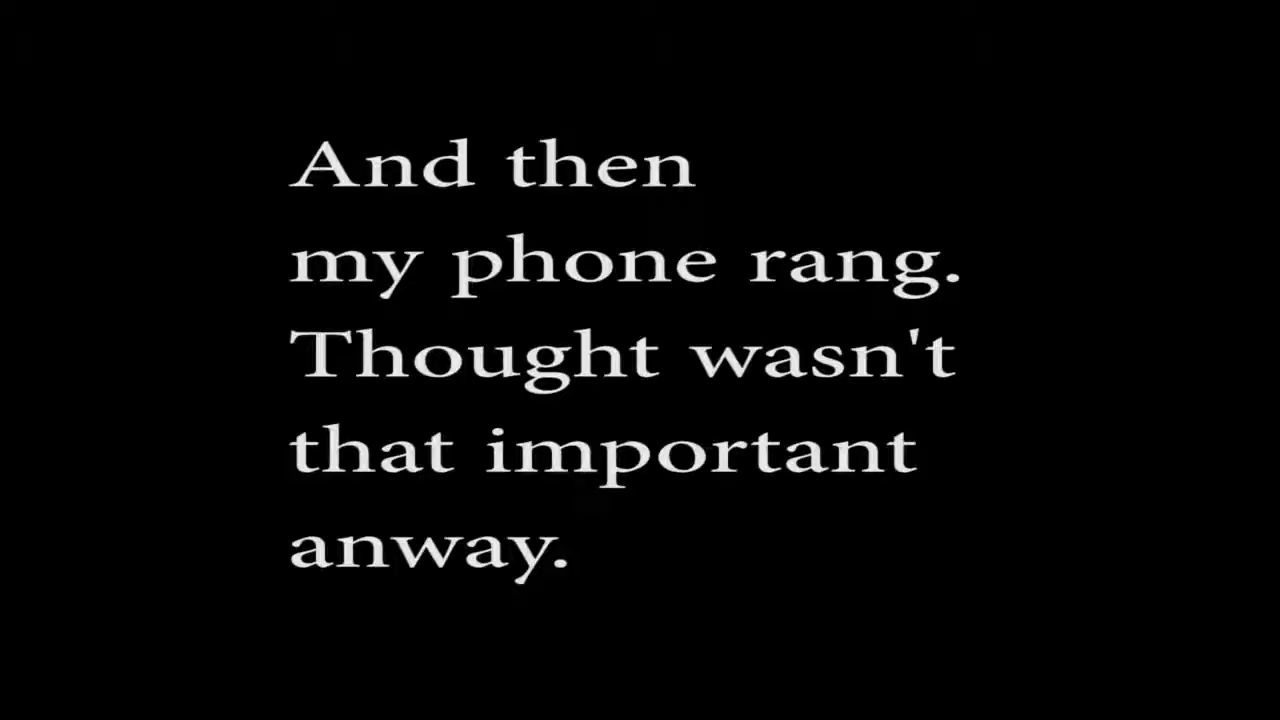 And then
my phone rang.
Thought wasn't
that important
anway.